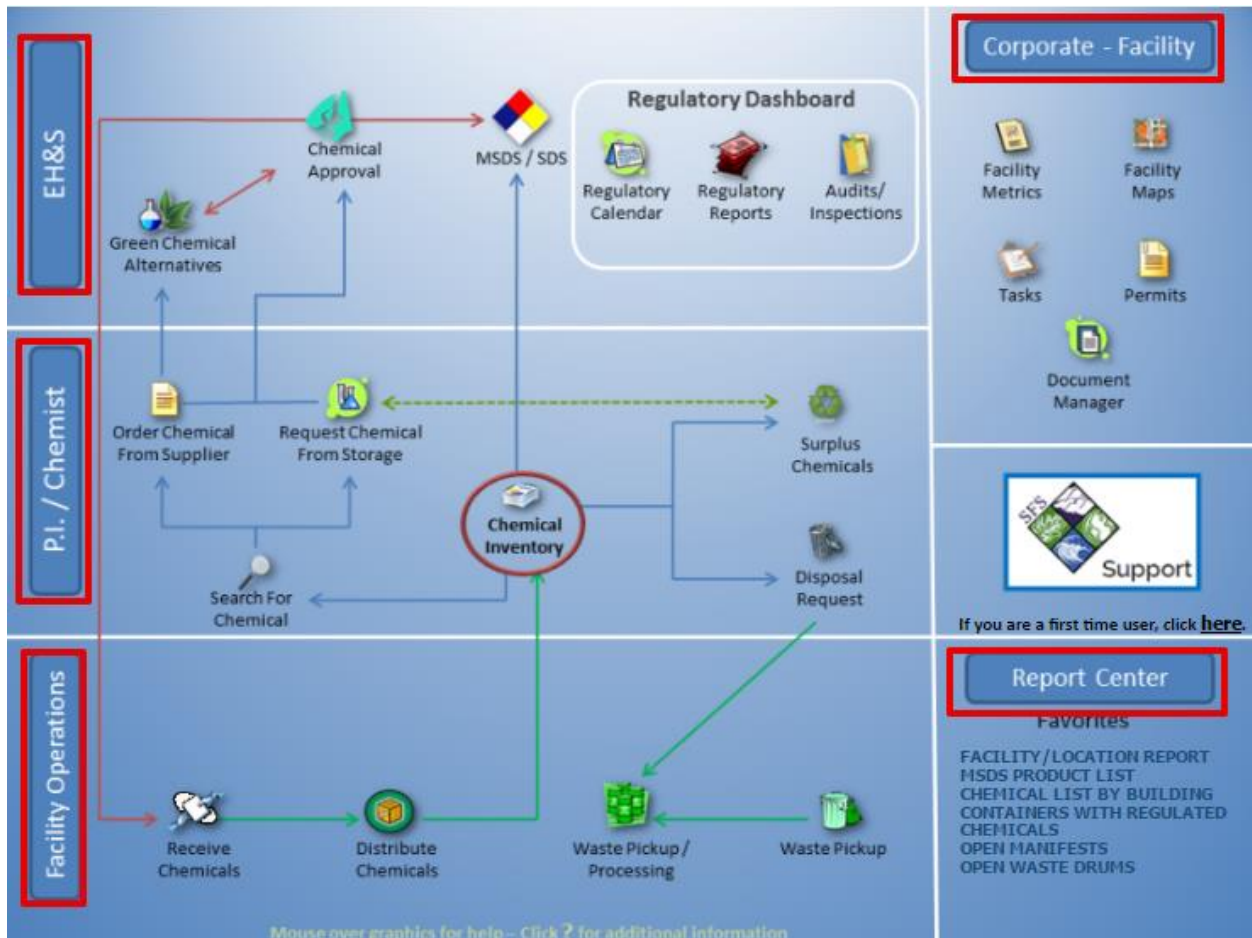 EH&S
Chemical
Approval
MSDS / SDS
Green Chemical
Alternatives
Regulatory Dashboard
Regulatory
Calendar
Regulatory
Reports
Audits/
Inspections
Corporate - Facility
Facility
Metrics
Facility
Maps
Tasks
Permits
Document
Manager
P.I. / Chemist
Order Chemical
From Supplier
Request Chemical
From Storage
Surplus
Chemicals
Chemical
Inventory
Search For
Chemical
Disposal
Request
SFS
Support
If you are a first time user, click here.
Facility Operations
Receive
Chemicals
Distribute
Chemicals
Waste Pickup /
Processing
Waste Pickup
Mouse over graphics for help – Click ? for additional information
Report Center
Favorites
FACILITY/LOCATION REPORT
MSDS PRODUCT LIST
CHEMICAL LIST BY BUILDING
CONTAINERS WITH REGULATED
CHEMICALS
OPEN MANIFESTS
OPEN WASTE DRUMS